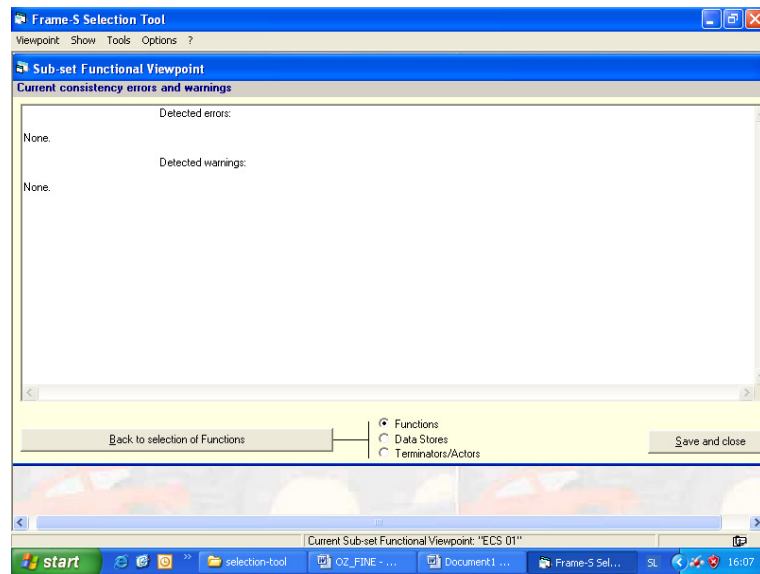 Frame-S Selection Tool
Viewpoint Show Tools Options ?
Sub-set Functional Viewpoint
Current consistency errors and warnings
Detected errors:
None.
Detected warnings:
None.
Back to selection of Functions
Functions
Data Stores
Terminators/Actors
Save and close
Current Sub-set Functional Viewpoint: "ECS 01"
start
selection-tool
OZ_FINE - ...
Document1 ...
Frame-S Sel...
SL
16:07